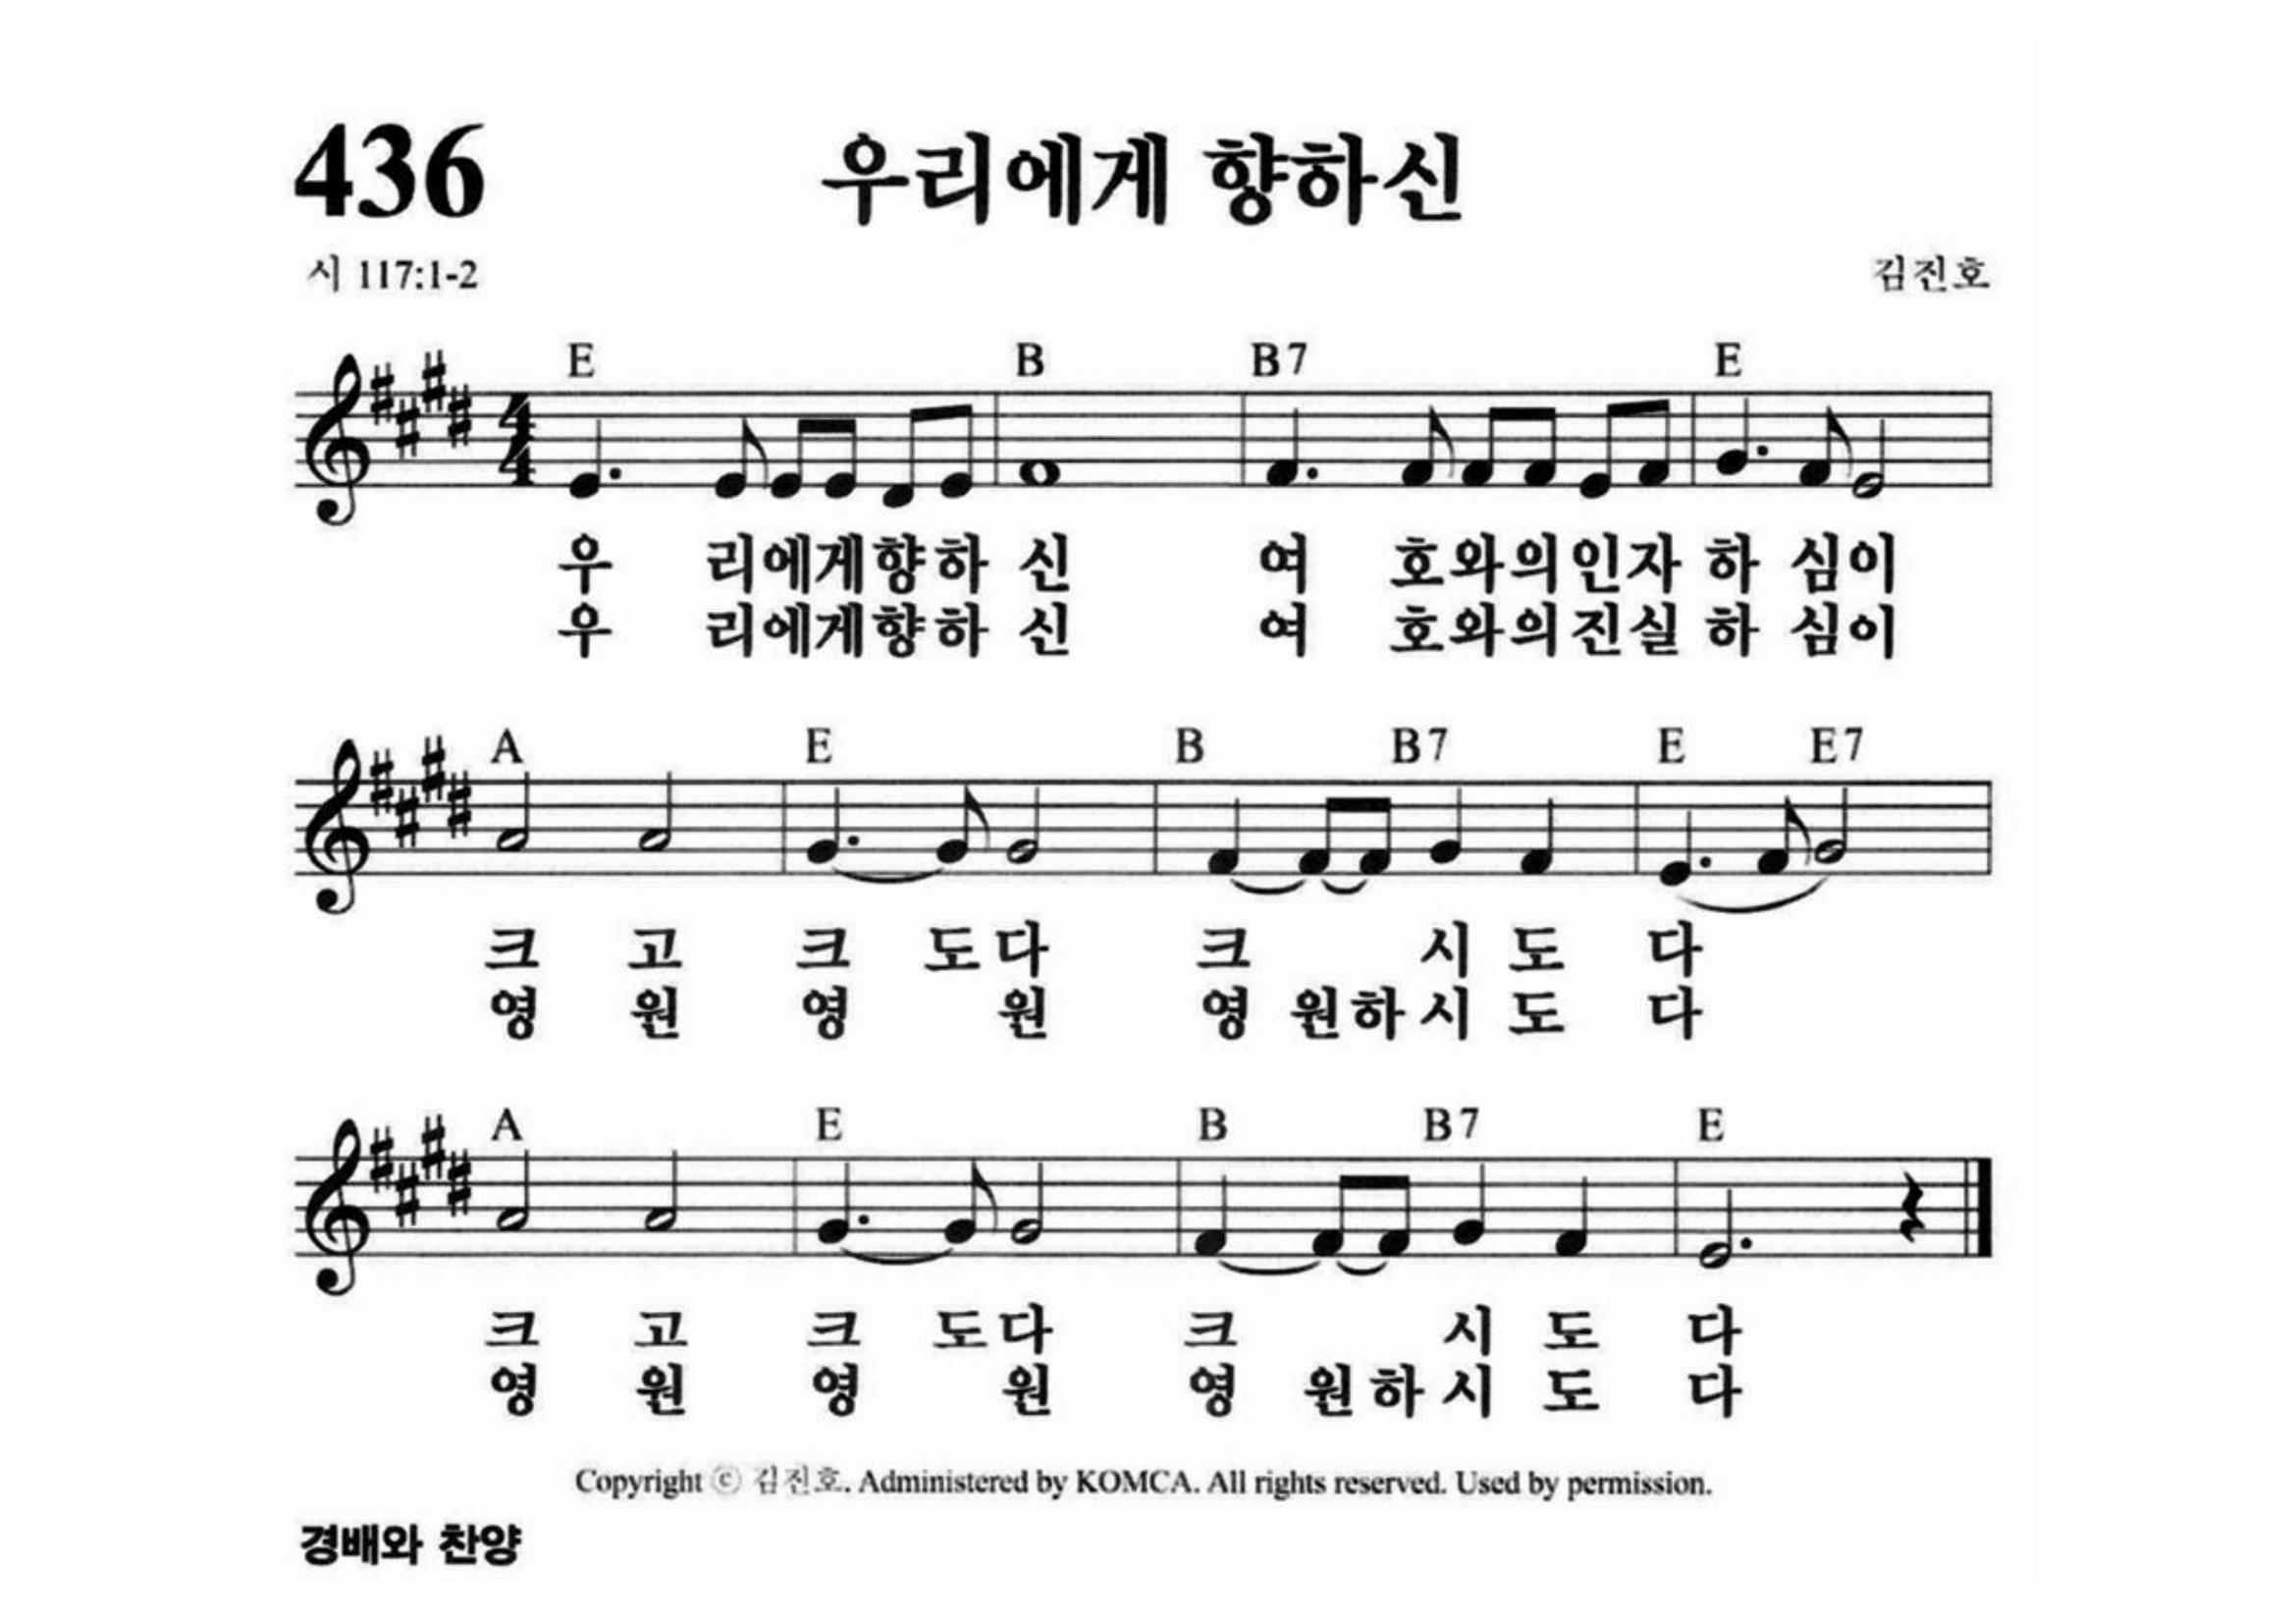 436
우리에게 향하신
시 117:1-2
김진호
E B B7 E
우 리에게향하 신 여 호와의인자 하 심이
우 리에게향하 신 여 호와의진실 하 심이
A E B B7 E E7
크 고 크 도다 크 시 도 다
영 원 영 원 영 원하시 도 다
A E B B7 E
크 고 크 도다 크 시 도 다
영 원 영 원 영 원하시 도 다
Copyright ⓒ 김진호. Administered by KOMCA. All rights reserved. Used by permission.
경배와 찬양